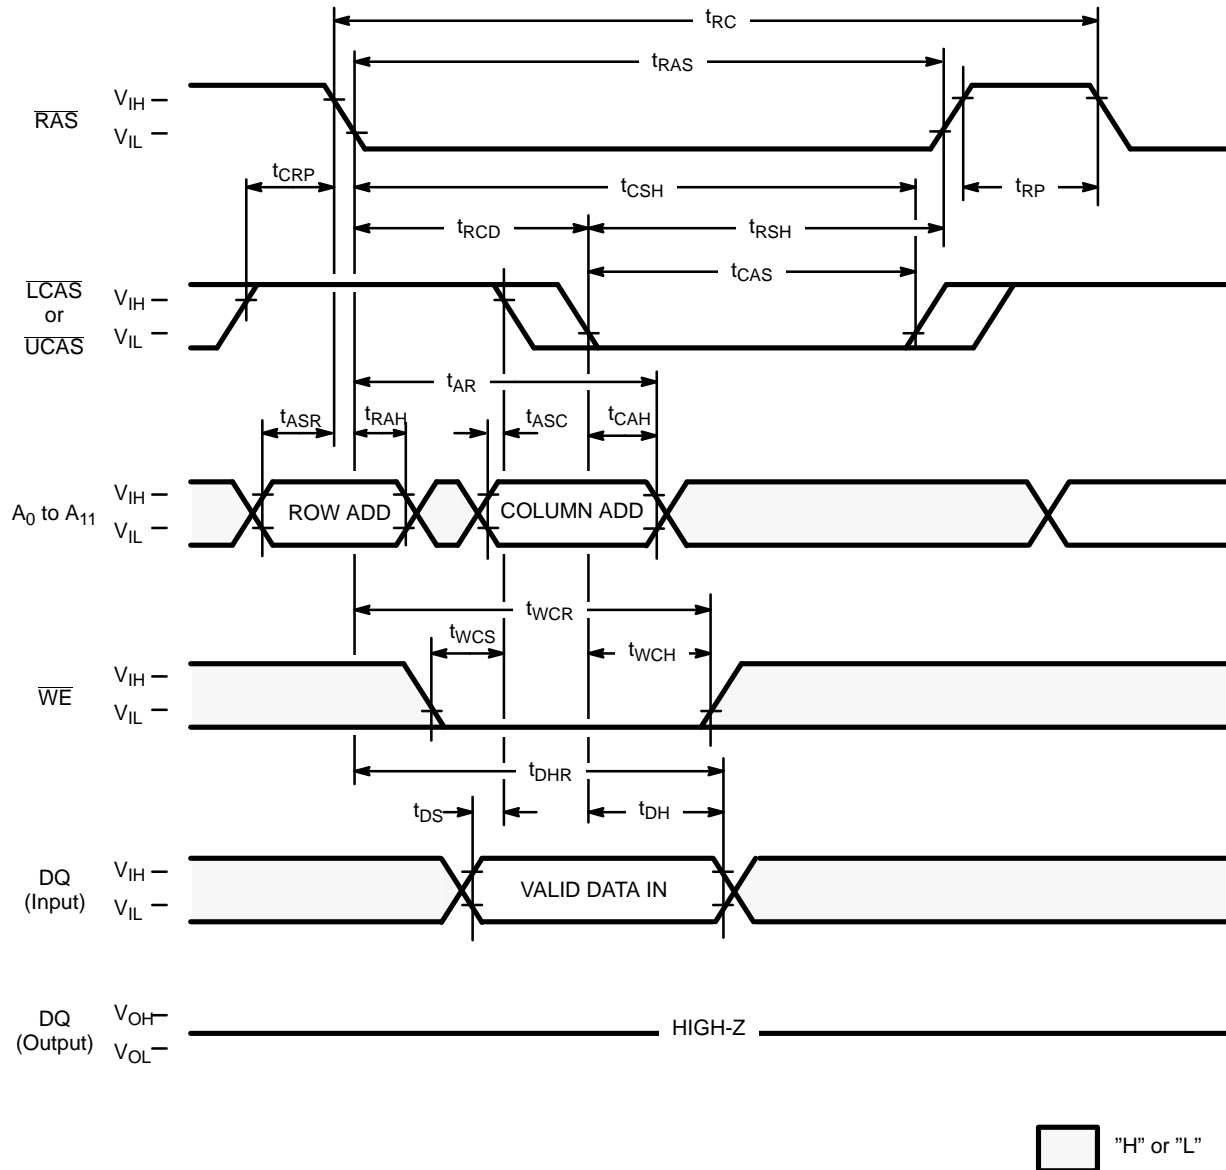 tRC
tRAS
RAS
VIH
VIL
tCRP
tCSH
tRP
tRCD
tRSH
tCAS
LCAS
or
UCAS
VIH
VIL
tAR
tASR
tRAH
tASC
tCAH
A0 to A11
VIH
VIL
ROW ADD
COLUMN ADD
tWCR
tWCS
tWCH
WE
VIH
VIL
tDHR
tDS
tDH
DQ
(Input)
VIH
VIL
VALID DATA IN
DQ
(Output)
VOH
VOL
HIGH-Z
”H” or ”L”